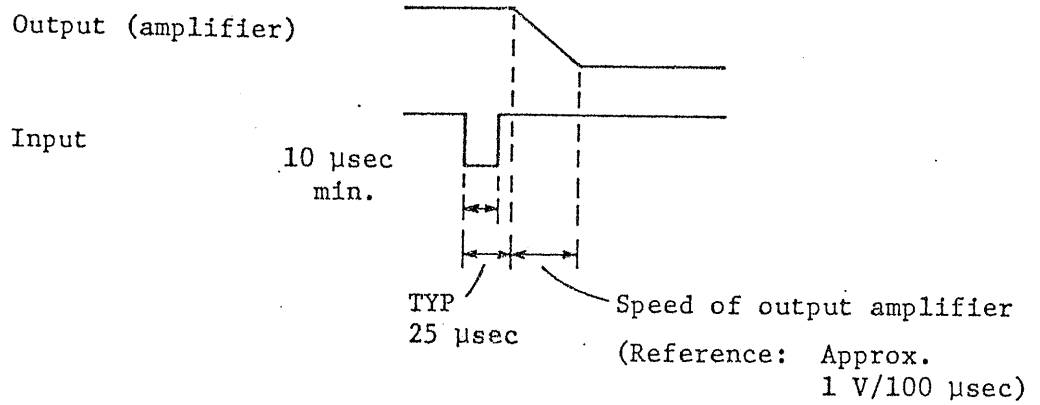 Output (amplifier)
Input
10 µsec
min.
TYP
25 µsec
Speed of output amplifier
(Reference: Approx.
1 V/100 µsec)